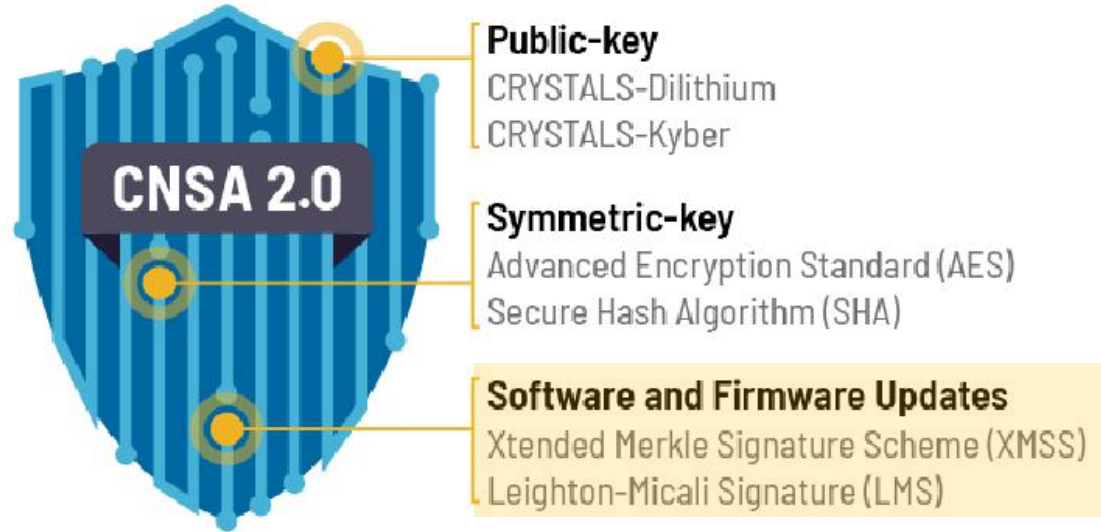 CNSA 2.0
Public-key
CRYSTALS-Dilithium
CRYSTALS-Kyber
Symmetric-key
Advanced Encryption Standard (AES)
Secure Hash Algorithm (SHA)
Software and Firmware Updates
Xtended Merkle Signature Scheme (XMSS)
Leighton-Micali Signature (LMS)